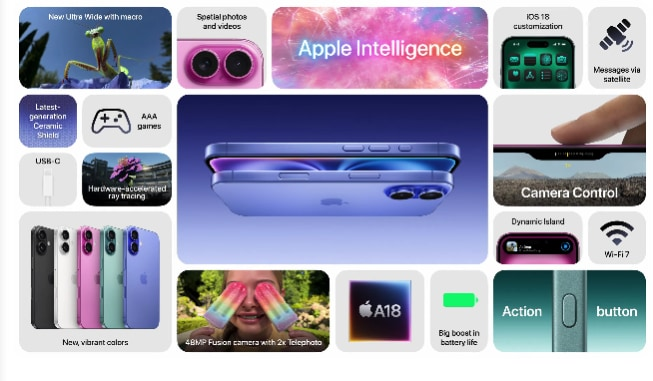 New Ultra Wide with macro
Spatial photos
and videos
Apple Intelligence
iOS 18
customization
Messages via
satellite
Latest-
generation
Ceramic
Shield
AAA
games
USB-C
Hardware-accelerated
ray tracing
Camera Control
Dynamic Island
Wi-Fi 7
New, vibrant colors
48MP Fusion camera with 2x Telephoto
A18
Big boost in
battery life
Action button